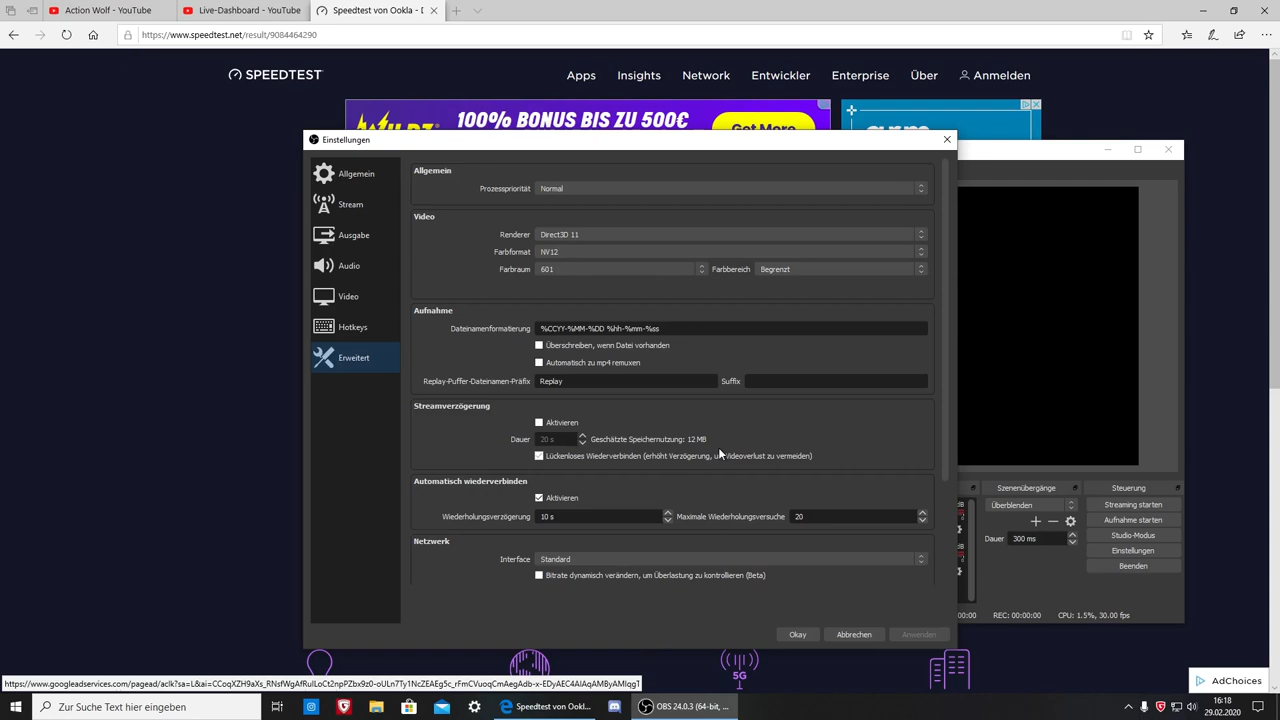 Action Wolf - YouTube
Live-Dashboard - YouTube
Speedtest von Ookla - D
https://www.speedtest.net/result/9084464290
SPEEDTEST
Apps Insights Network Entwickler Enterprise Über Anmelden
100% BONUS BIS ZU 500€
Einstellungen
Allgemein
Stream
Ausgabe
Audio
Video
Hotkeys
Erweitert
Allgemein
Prozesspriorität Normal
Video
Renderer Direct3D 11
Farbformat NV12
Farbraum 601 Farbbereich Begrenzt
Aufnahme
Dateinamenformatierung %CCYY-%MM-%DD %hh-%mm-%ss
Überschreiben, wenn Datei vorhanden
Automatisch zu mp4 remuxen
Replay-Puffer-Dateinamen-Präfix Replay Suffix
Streamverzögerung
Aktivieren
Dauer 20 s Geschätzte Speichernutzung: 12 MB
Lückenloses Wiederverbinden (erhöht Verzögerung, u Videoverlust zu vermeiden)
Automatisch wiederverbinden
Aktivieren
Wiederholungsverzögerung 10 s Maximale Wiederholungsversuche 20
Netzwerk
Interface Standard
Bitrate dynamisch verändern, um Überlastung zu kontrollieren (Beta)
Okay Abbrechen Anwenden
dB Szenenübergänge Steuerung
Überblenden
Dauer 300 ms
Streaming starten
Aufnahme starten
Studio-Modus
Einstellungen
Beenden
00:00 REC: 00:00:00 CPU: 1.5%, 30.00 fps
5G
AdChoices
Zur Suche Text hier eingeben
Speedtest von Ookl...
OBS 24.0.3 (64-bit, ...
16:18
29.02.2020